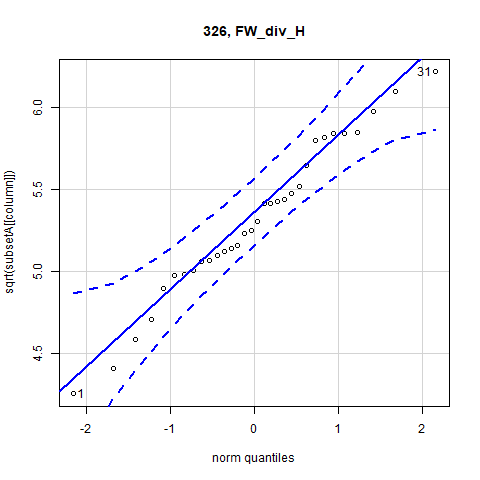 326, FW_div_H
sqrt(subsetA[[column]])
6.0
5.5
5.0
4.5
31
1
-2 -1 0 1 2
norm quantiles